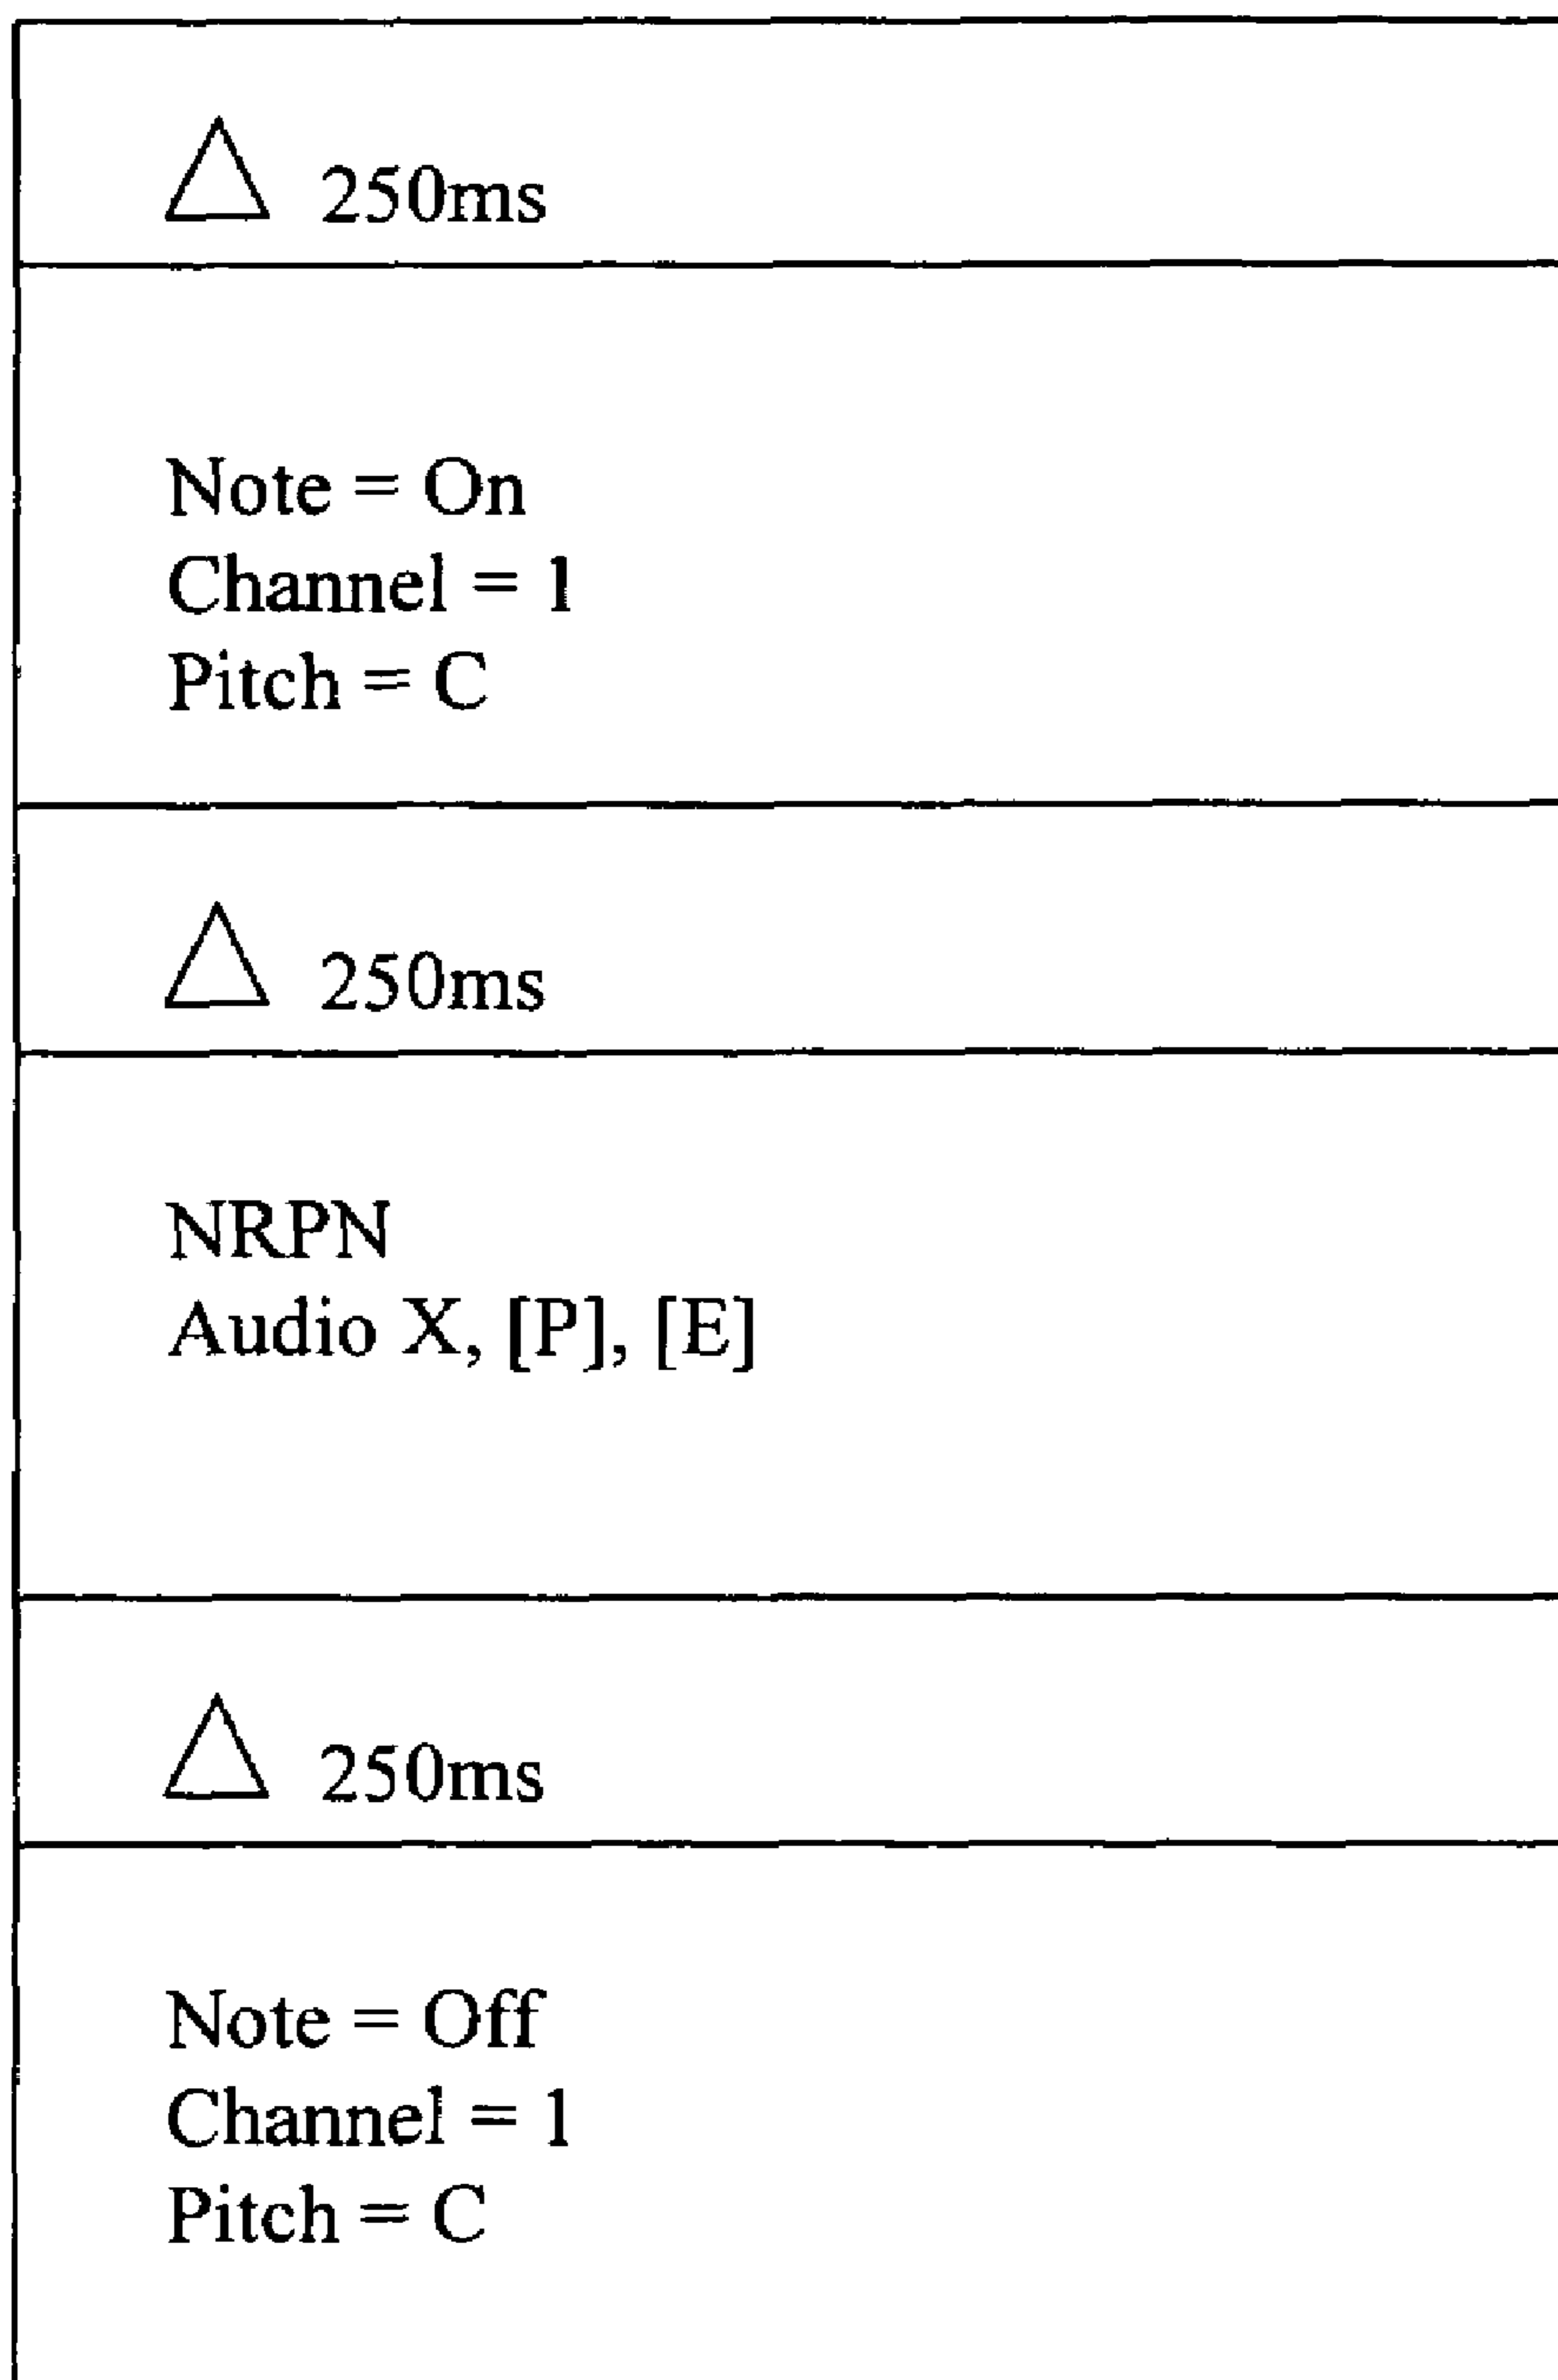 △ 250ms
Note = On
Channel = 1
Pitch = C
△ 250ms
NRPN
Audio X, [P], [E]
△ 250ms
Note = Off
Channel = 1
Pitch = C